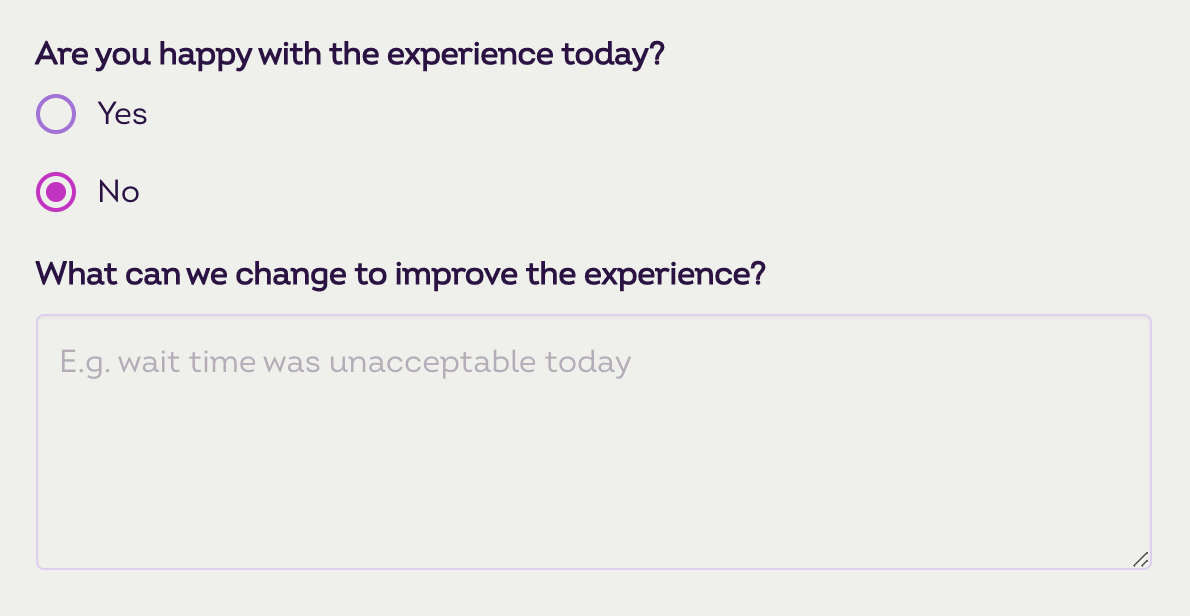 Are you happy with the experience today?
Yes
No
What can we change to improve the experience?
E.g. wait time was unacceptable today